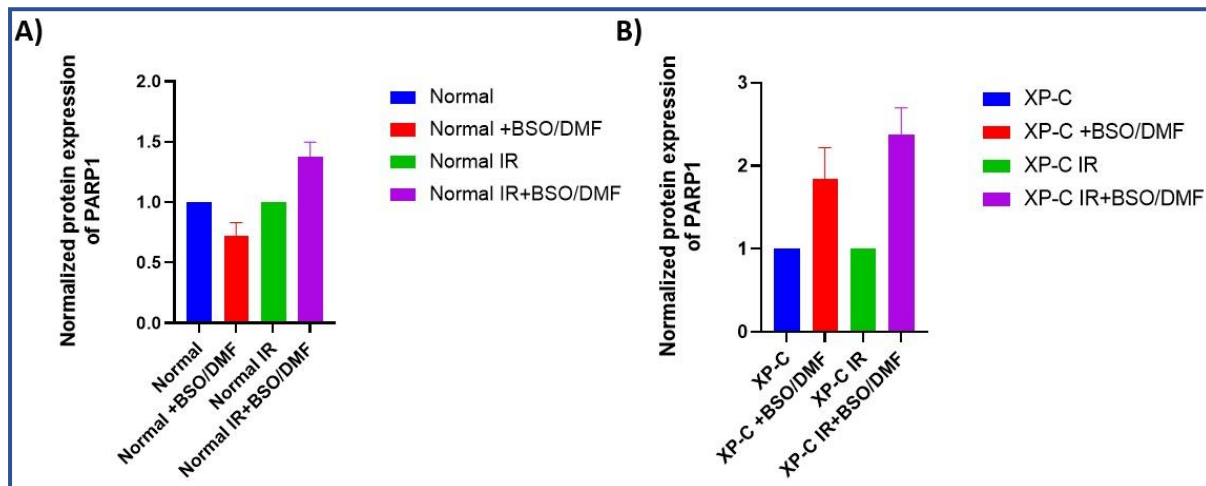 A)
Normalized protein expression
of PARP1
2.0
1.5
1.0
0.5
0.0
Normal
Normal +BSO/DMF
Normal IR
Normal IR+BSO/DMF
Normal
Normal +BSO/DMF
Normal IR
Normal IR+BSO/DMF
B)
Normalized protein expression
of PARP1
3
2
1
0
XP-C
XP-C +BSO/DMF
XP-C IR
XP-C IR+BSO/DMF
XP-C
XP-C +BSO/DMF
XP-C IR
XP-C IR+BSO/DMF